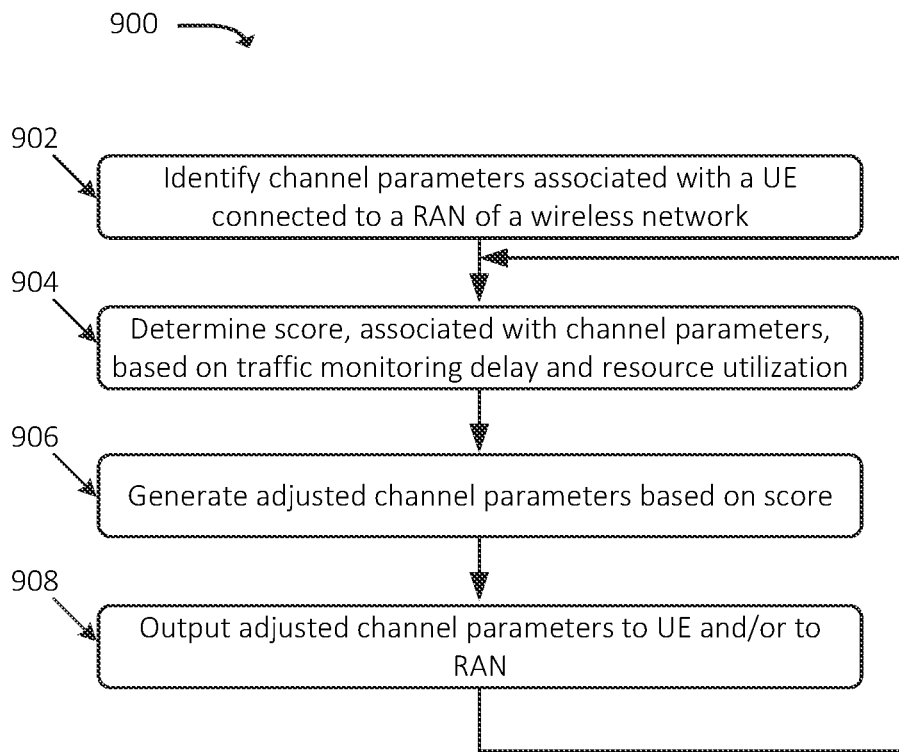 900
902
Identify channel parameters associated with a UE
connected to a RAN of a wireless network
904
Determine score, associated with channel parameters,
based on traffic monitoring delay and resource utilization
906
Generate adjusted channel parameters based on score
908
Output adjusted channel parameters to UE and/or to
RAN